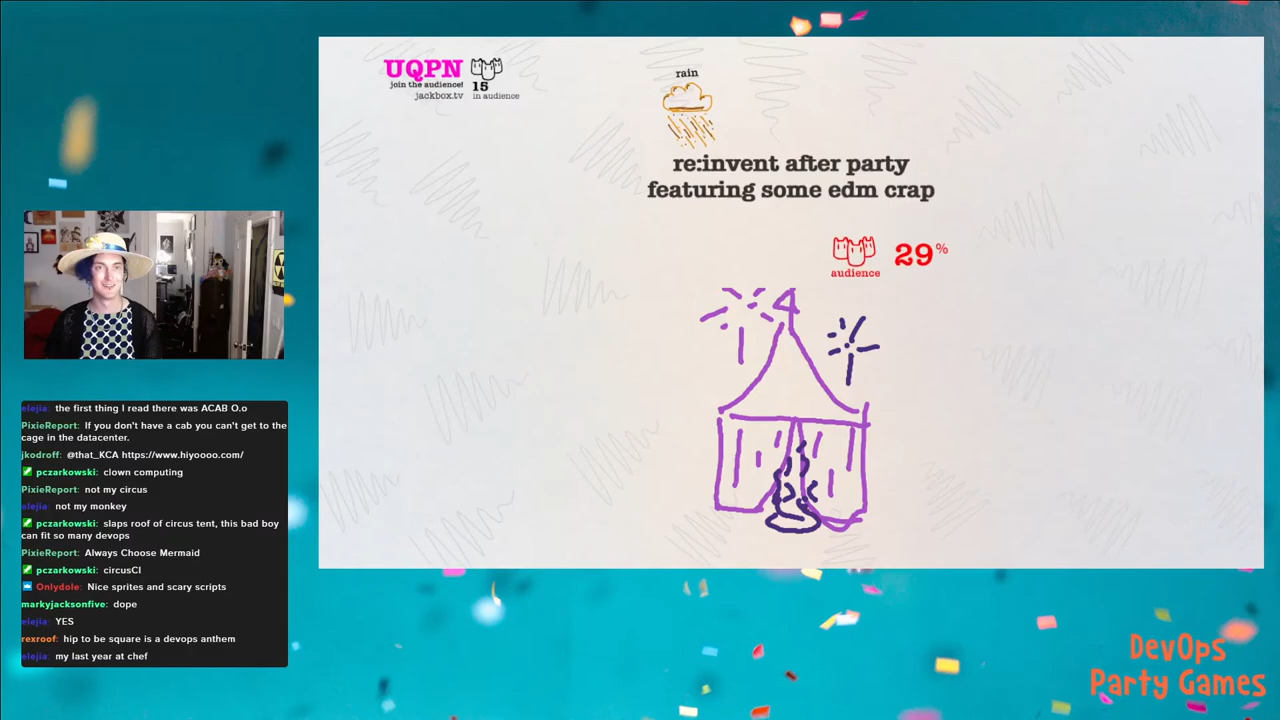 UQPN
join the audience!
jackbox.tv
15
in audience
rain
re:invent after party
featuring some edm crap
audience
29%
elejia: the first thing I read there was ACAB O.o
PixieReport: If you don't have a cab you can't get to the
cage in the datacenter.
jkodroff: @that_KCA https://www.hiyoooo.com/
pczarkowski: clown computing
PixieReport: not my circus
elejia: not my monkey
pczarkowski: slaps roof of circus tent, this bad boy
can fit so many devops
PixieReport: Always Choose Mermaid
pczarkowski: circusCI
Onlydole: Nice sprites and scary scripts
markyjacksonfive: dope
elejia: YES
rexroof: hip to be square is a devops anthem
elejia: my last year at chef
DevOps
Party Games